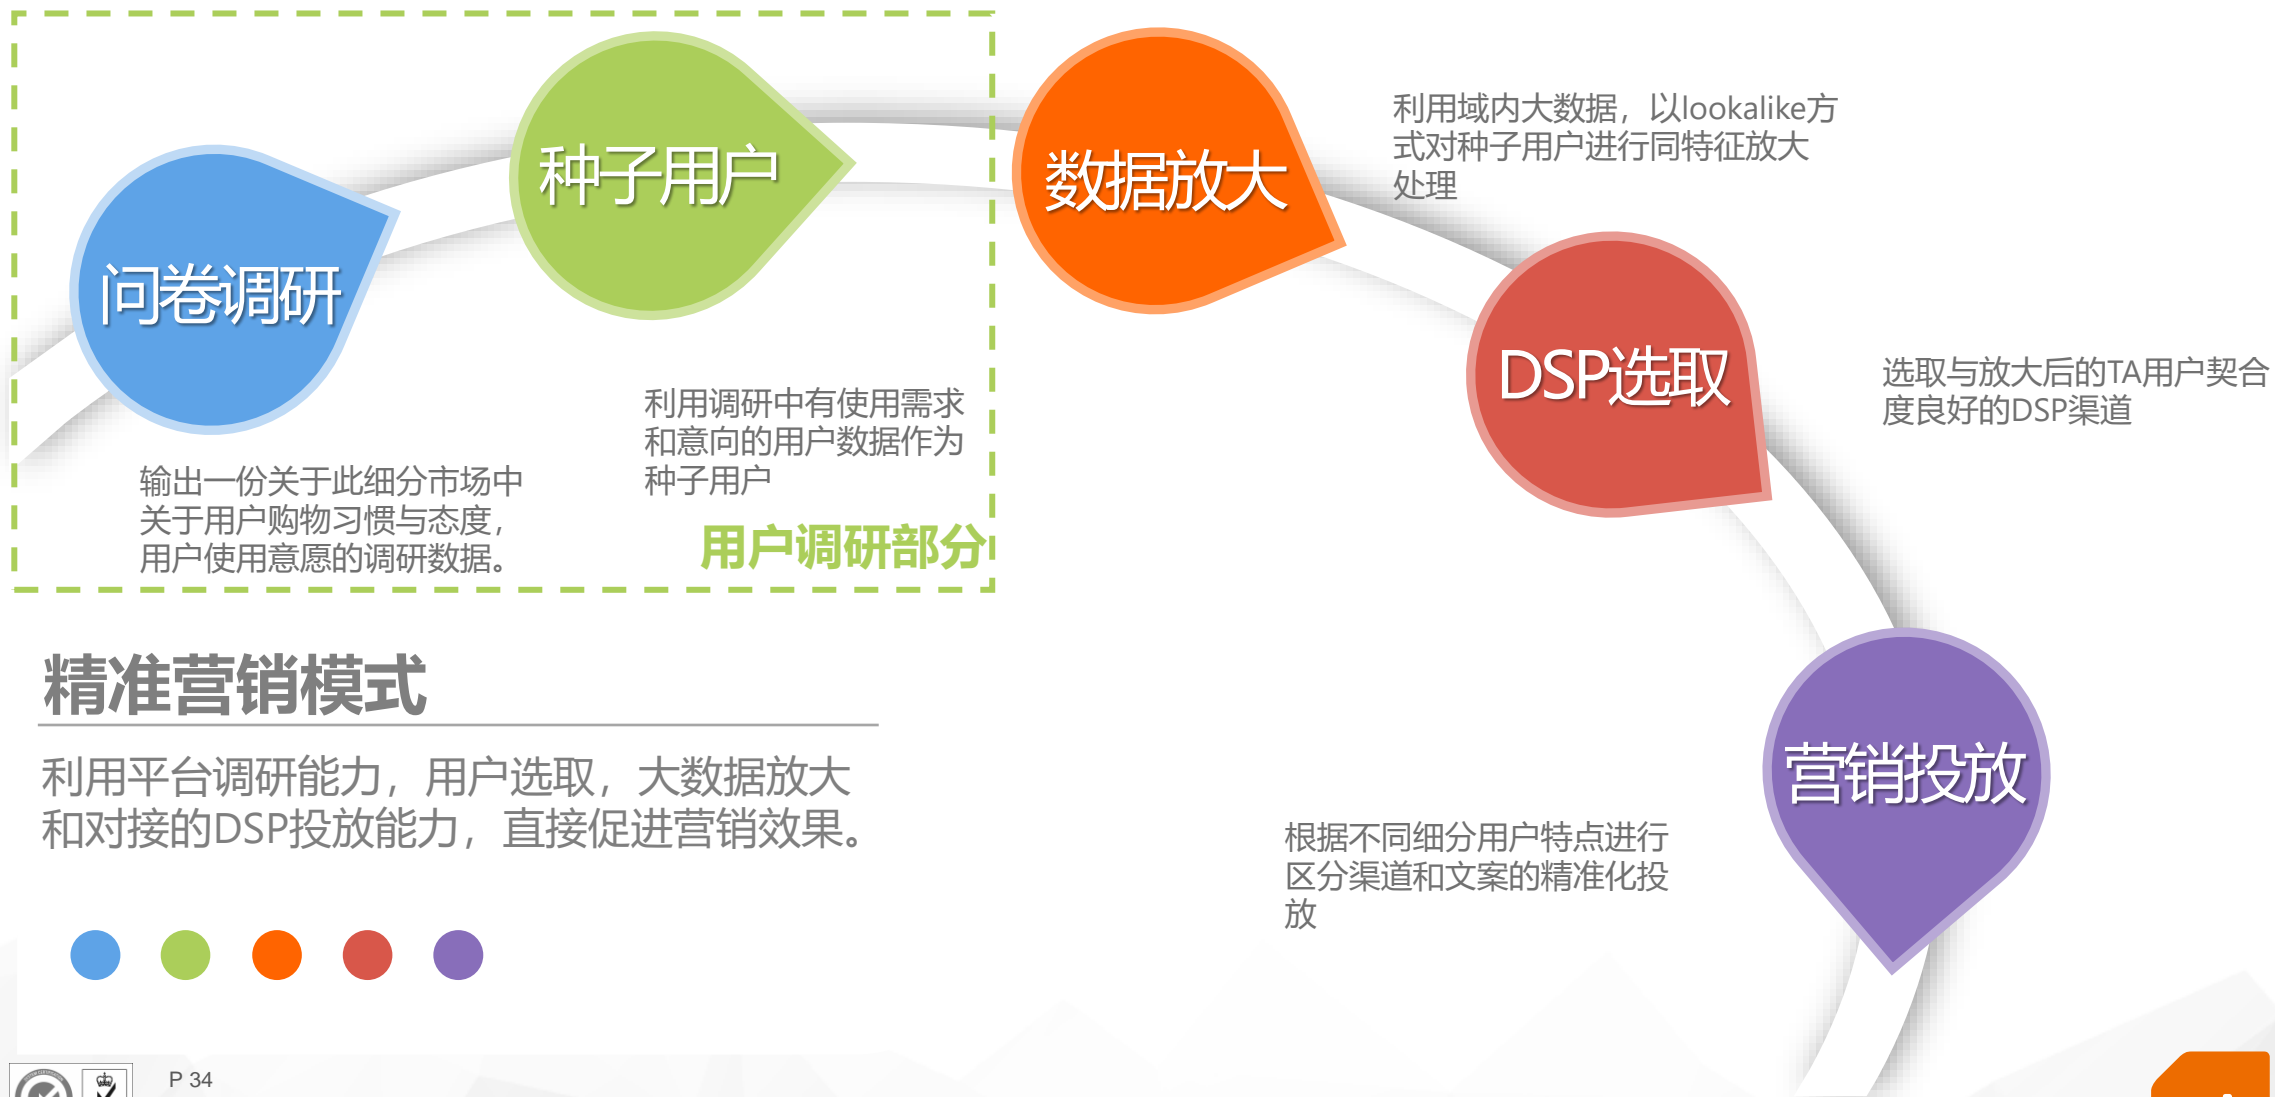 问卷调研
输出一份关于此细分市场中
关于用户购物习惯与态度,
用户使用意愿的调研数据。
种子用户
利用调研中有使用需求
和意向的用户数据作为
种子用户
用户调研部分
数据放大
利用域内大数据，以lookalike方
式对种子用户进行同特征放大
处理
DSP选取
选取与放大后的TA用户契合
度良好的DSP渠道
营销投放
根据不同细分用户特点进行
区分渠道和文案的精准化投
放
精准营销模式
利用平台调研能力，用户选取，大数据放大
和对接的DSP投放能力，直接促进营销效果。
P 34